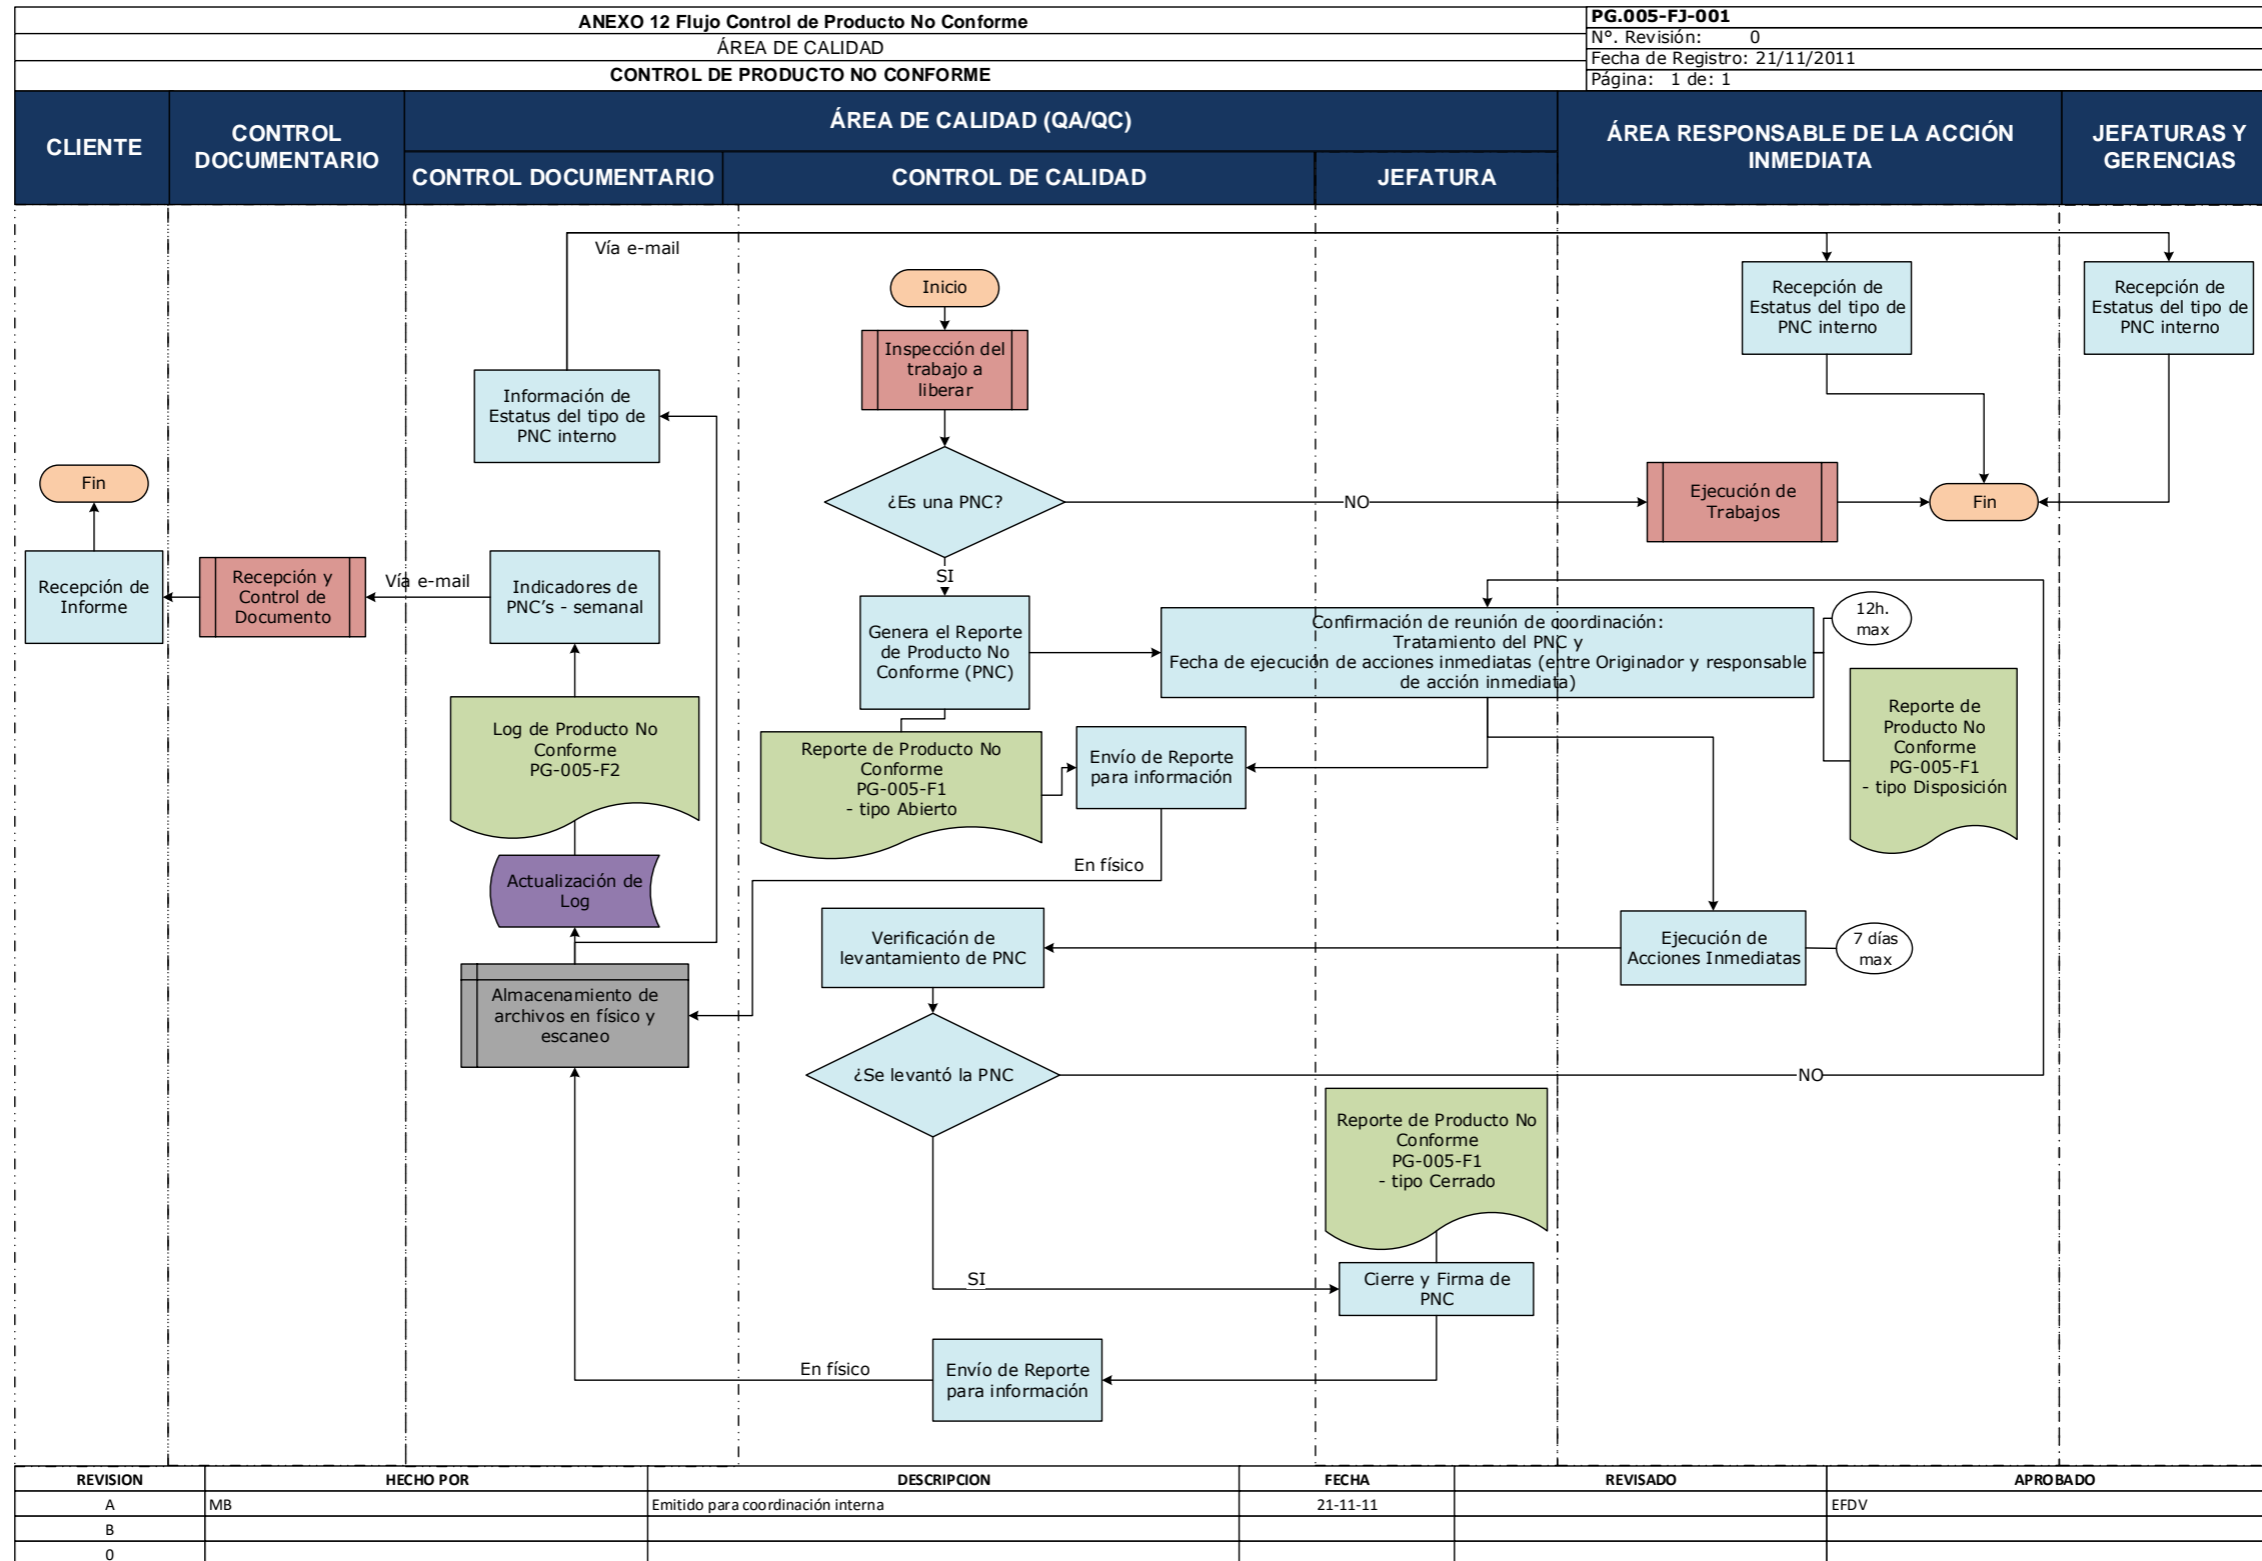 ANEXO 12 Flujo Control de Producto No Conforme
ÁREA DE CALIDAD
CONTROL DE PRODUCTO NO CONFORME
PG.005-FJ-001
Nº. Revisión: 0
Fecha de Registro: 21/11/2011
Página: 1 de: 1
CLIENTE
CONTROL
DOCUMENTARIO
ÁREA DE CALIDAD (QA/QC)
CONTROL DOCUMENTARIO
CONTROL DE CALIDAD
JEFATURA
ÁREA RESPONSABLE DE LA ACCIÓN
INMEDIATA
JEFATURAS Y
GERENCIAS
Vía e-mail
Inicio
Recepción de
Estatus del tipo de
PNC interno
Recepción de
Estatus del tipo de
PNC interno
Inspección del
trabajo a
liberar
Información de
Estatus del tipo de
PNC interno
Fin
¿Es una PNC?
NO
Ejecución de
Trabajos
Fin
SI
Recepción de
Informe
Recepción y
Control de
Documento
Vía e-mail
Indicadores de
PNC's - semanal
Genera el Reporte
de Producto No
Conforme (PNC)
Confirmación de reunión de coordinación:
Tratamiento del PNC y
Fecha de ejecución de acciones inmediatas (entre Originador y responsable
de acción inmediata)
12h.
max
Log de Producto No
Conforme
PG-005-F2
Reporte de Producto No
Conforme
PG-005-F1
- tipo Abierto
Envío de Reporte
para información
Reporte de
Producto No
Conforme
PG-005-F1
- tipo Disposición
En físico
Actualización de
Log
Verificación de
levantamiento de PNC
Ejecución de
Acciones Inmediatas
7 días
max
Almacenamiento de
archivos en físico y
escaneo
¿Se levantó la PNC
NO
Reporte de Producto No
Conforme
PG-005-F1
- tipo Cerrado
SI
Cierre y Firma de
PNC
En físico
Envío de Reporte
para información
REVISION HECHO POR DESCRIPCION FECHA REVISADO APROBADO
A MB Emitido para coordinación interna 21-11-11 EFDV
B
0